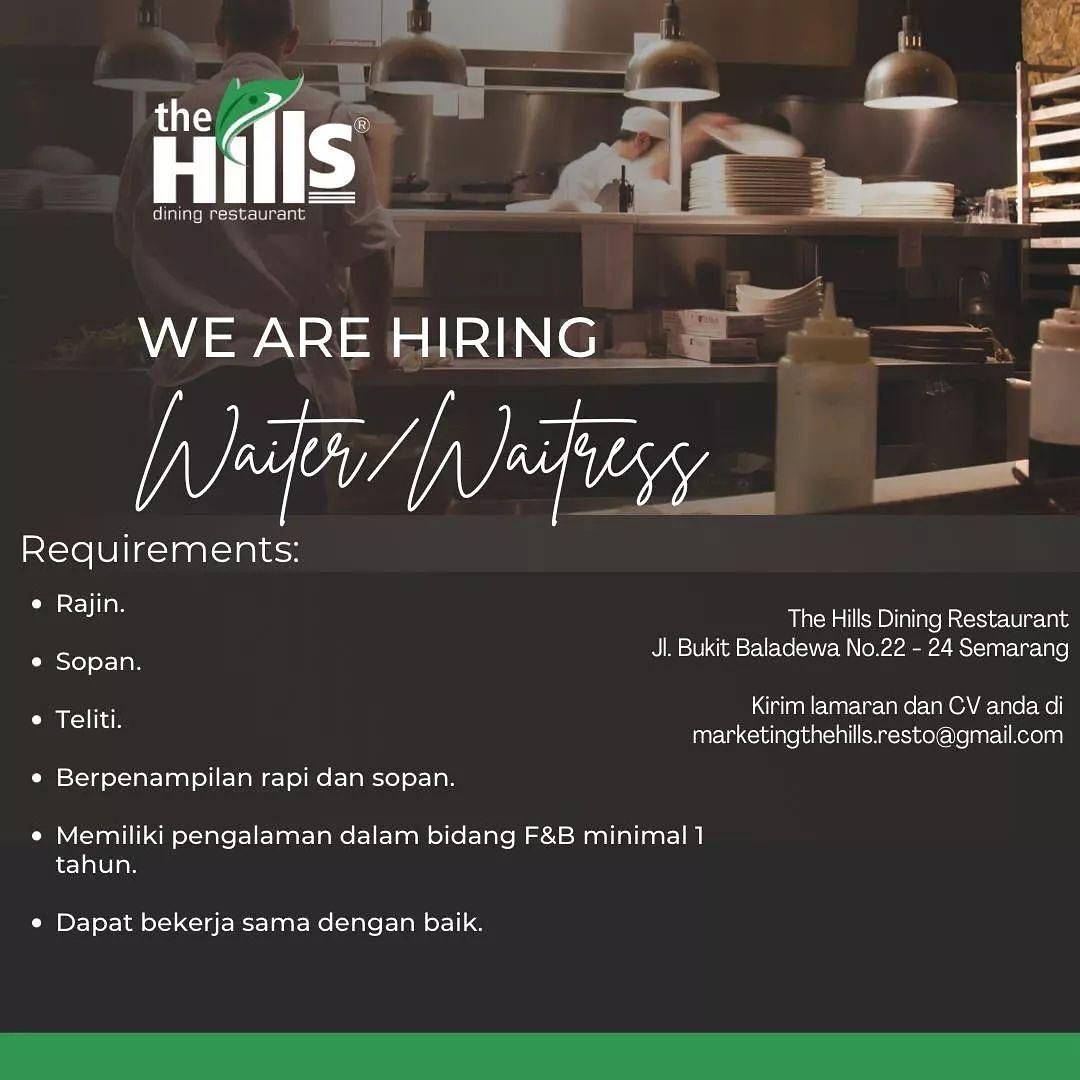 the
Hills®
dining restaurant
WE ARE HIRING
Waiter/Waitress
Requirements:
• Rajin.
• Sopan.
• Teliti.
• Berpenampilan rapi dan sopan.
• Memiliki pengalaman dalam bidang F&B minimal 1
tahun.
• Dapat bekerja sama dengan baik.
The Hills Dining Restaurant
Jl. Bukit Baladewa No.22 - 24 Semarang
Kirim lamaran dan CV anda di
marketingthehills.resto@gmail.com